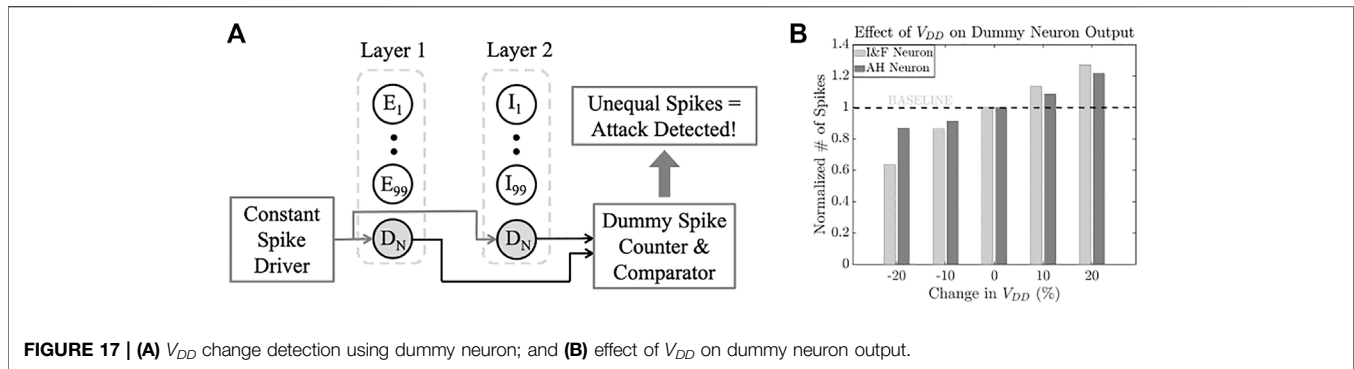 A
Layer 1
Layer 2
E1
I1
E99
I99
DN
DN
Constant
Spike
Driver
Unequal Spikes =
Attack Detected!
Dummy Spike
Counter &
Comparator
B
Effect of VDD on Dummy Neuron Output
I&F Neuron
AH Neuron
BASELINE
Normalized # of Spikes
1.4
1.2
1
0.8
0.6
0.4
0.2
0
-20 -10 0 10 20
Change in VDD (%)
FIGURE 17 | (A) VDD change detection using dummy neuron; and (B) effect of VDD on dummy neuron output.